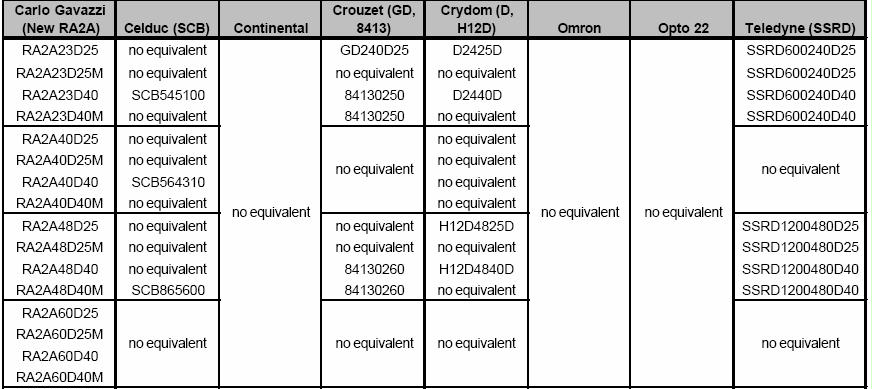 Carlo Gavazzi (New RA2A) Celduc (SCB) Continental Crouzet (GD, 8413) Crydom (D, H12D) Omron Opto 22 Teledyne (SSRD)
RA2A23D25 no equivalent GD240D25 D2425D SSRD600240D25
RA2A23D25M no equivalent no equivalent no equivalent SSRD600240D25
RA2A23D40 SCB545100 84130250 D2440D SSRD600240D40
RA2A23D40M no equivalent 84130250 no equivalent SSRD600240D40
RA2A40D25 no equivalent no equivalent
RA2A40D25M no equivalent no equivalent no equivalent no equivalent
RA2A40D40 SCB564310 no equivalent
RA2A40D40M no equivalent no equivalent
no equivalent no equivalent no equivalent
RA2A48D25 no equivalent no equivalent H12D4825D SSRD1200480D25
RA2A48D25M no equivalent no equivalent no equivalent SSRD1200480D25
RA2A48D40 no equivalent 84130260 H12D4840D SSRD1200480D40
RA2A48D40M SCB865600 84130260 no equivalent SSRD1200480D40
RA2A60D25
RA2A60D25M no equivalent no equivalent no equivalent no equivalent
RA2A60D40
RA2A60D40M